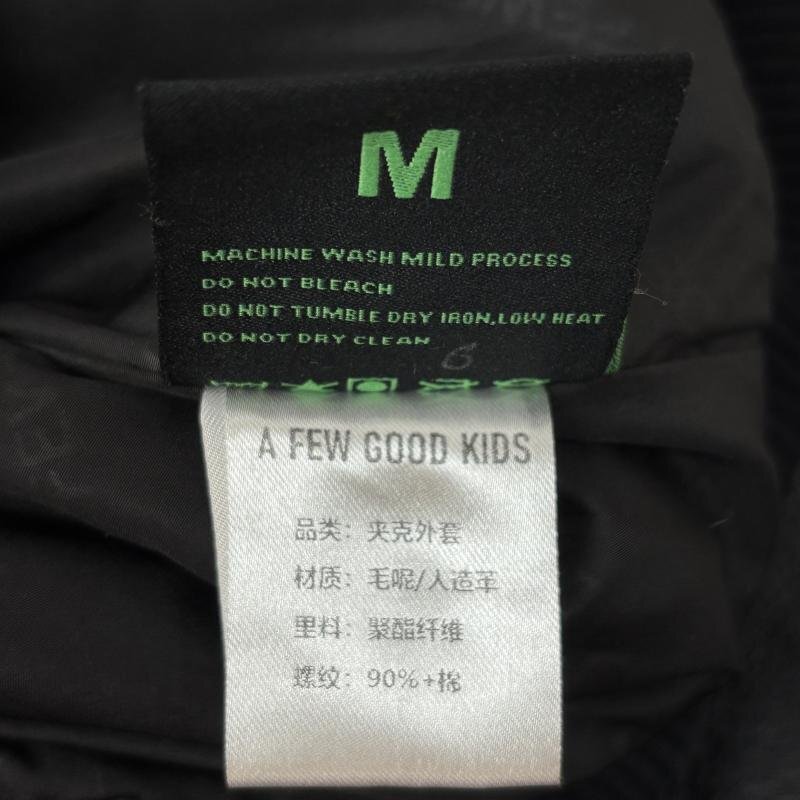 M
MACHINE WASH MILD PROCESS
DO NOT BLEACH
DO NOT TUMBLE DRY IRON,LOW HEAT
DO NOT DRY CLEAN
6
A FEW GOOD KIDS
品类：夹克外套
材质：毛呢/人造革
里料：聚酯纤维
螺纹：90%+棉